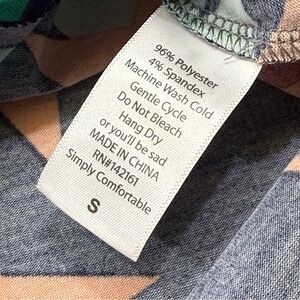 96% Polyester
4% Spandex
Machine Wash Cold
Gentle Cycle
Do Not Bleach
Hang Dry
or you'll be sad
MADE IN CHINA
RN#142161
Simply Comfortable
S